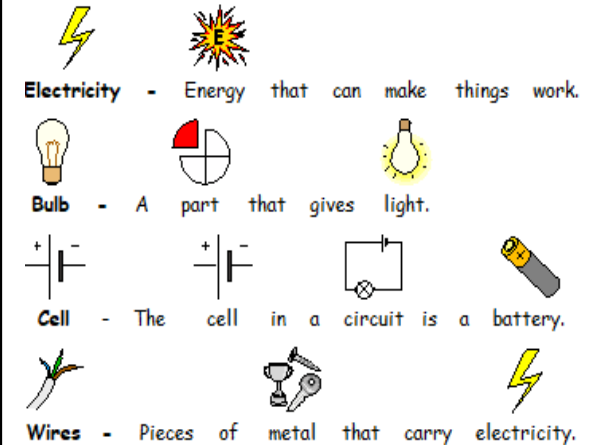 E
Electricity - Energy that can make things work.
Bulb - A part that gives light.
+ - + - +
Cell - The cell in a circuit is a battery.
Wires - Pieces of metal that carry electricity.